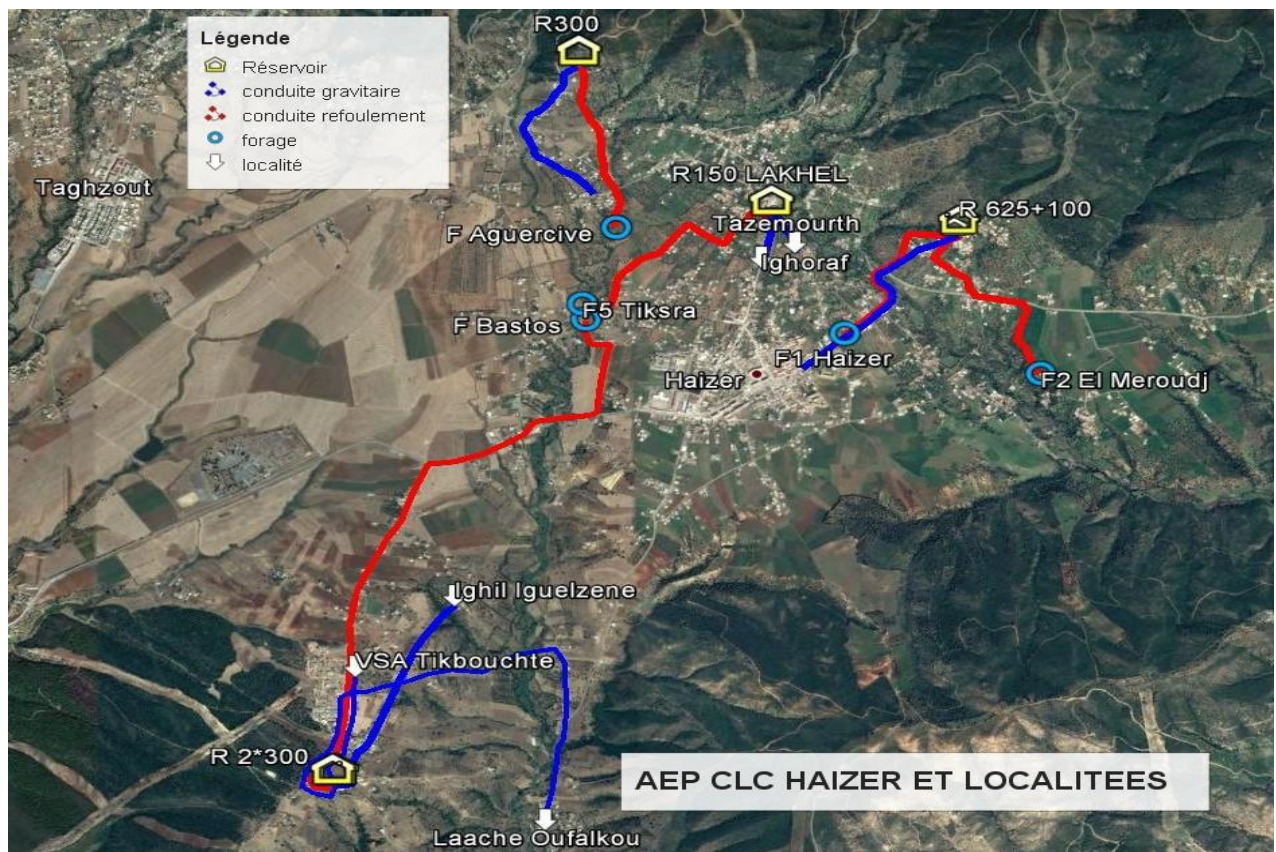 R300
Légende
Réservoir
conduite gravitaire
conduite refoulement
forage
localité
Taghzout
R150 LAKHEL
Tazemourth
R 625+100
F Aguercive
Ighoraf
F5 Tiksra
F Bastos
F1 Haizer
Haizer
F2 El Meroudj
Ighil Iguelzene
VSA Tikbouchte
R 2*300
AEP CLC HAIZER ET LOCALITEES
Laache Oufalkou